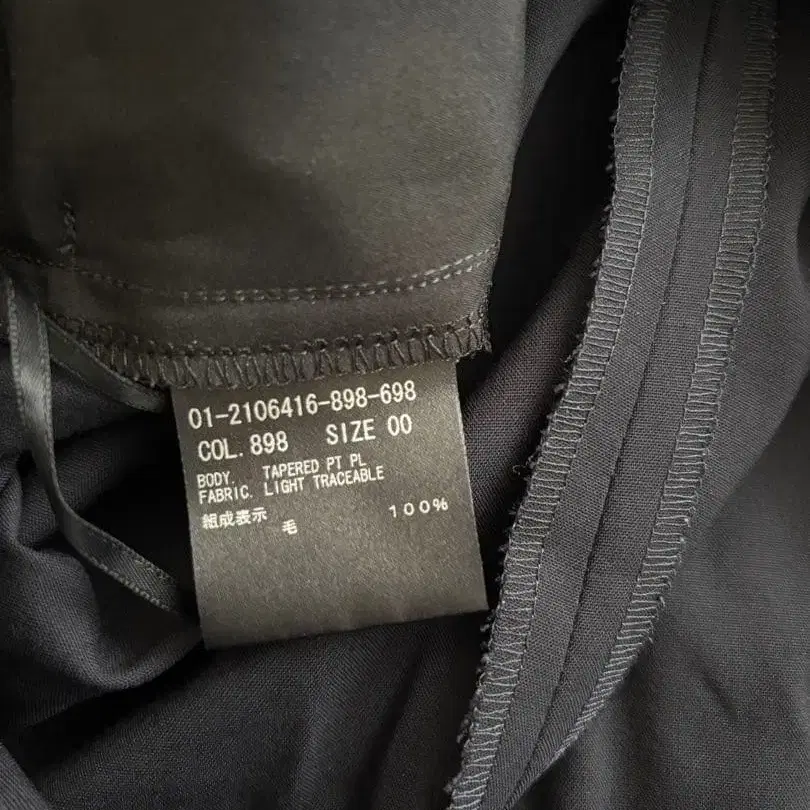 01-2106416-898-698
COL. 898 SIZE 00
BODY. TAPERED PT PL
FABRIC. LIGHT TRACEABLE
組成表示
毛 100%